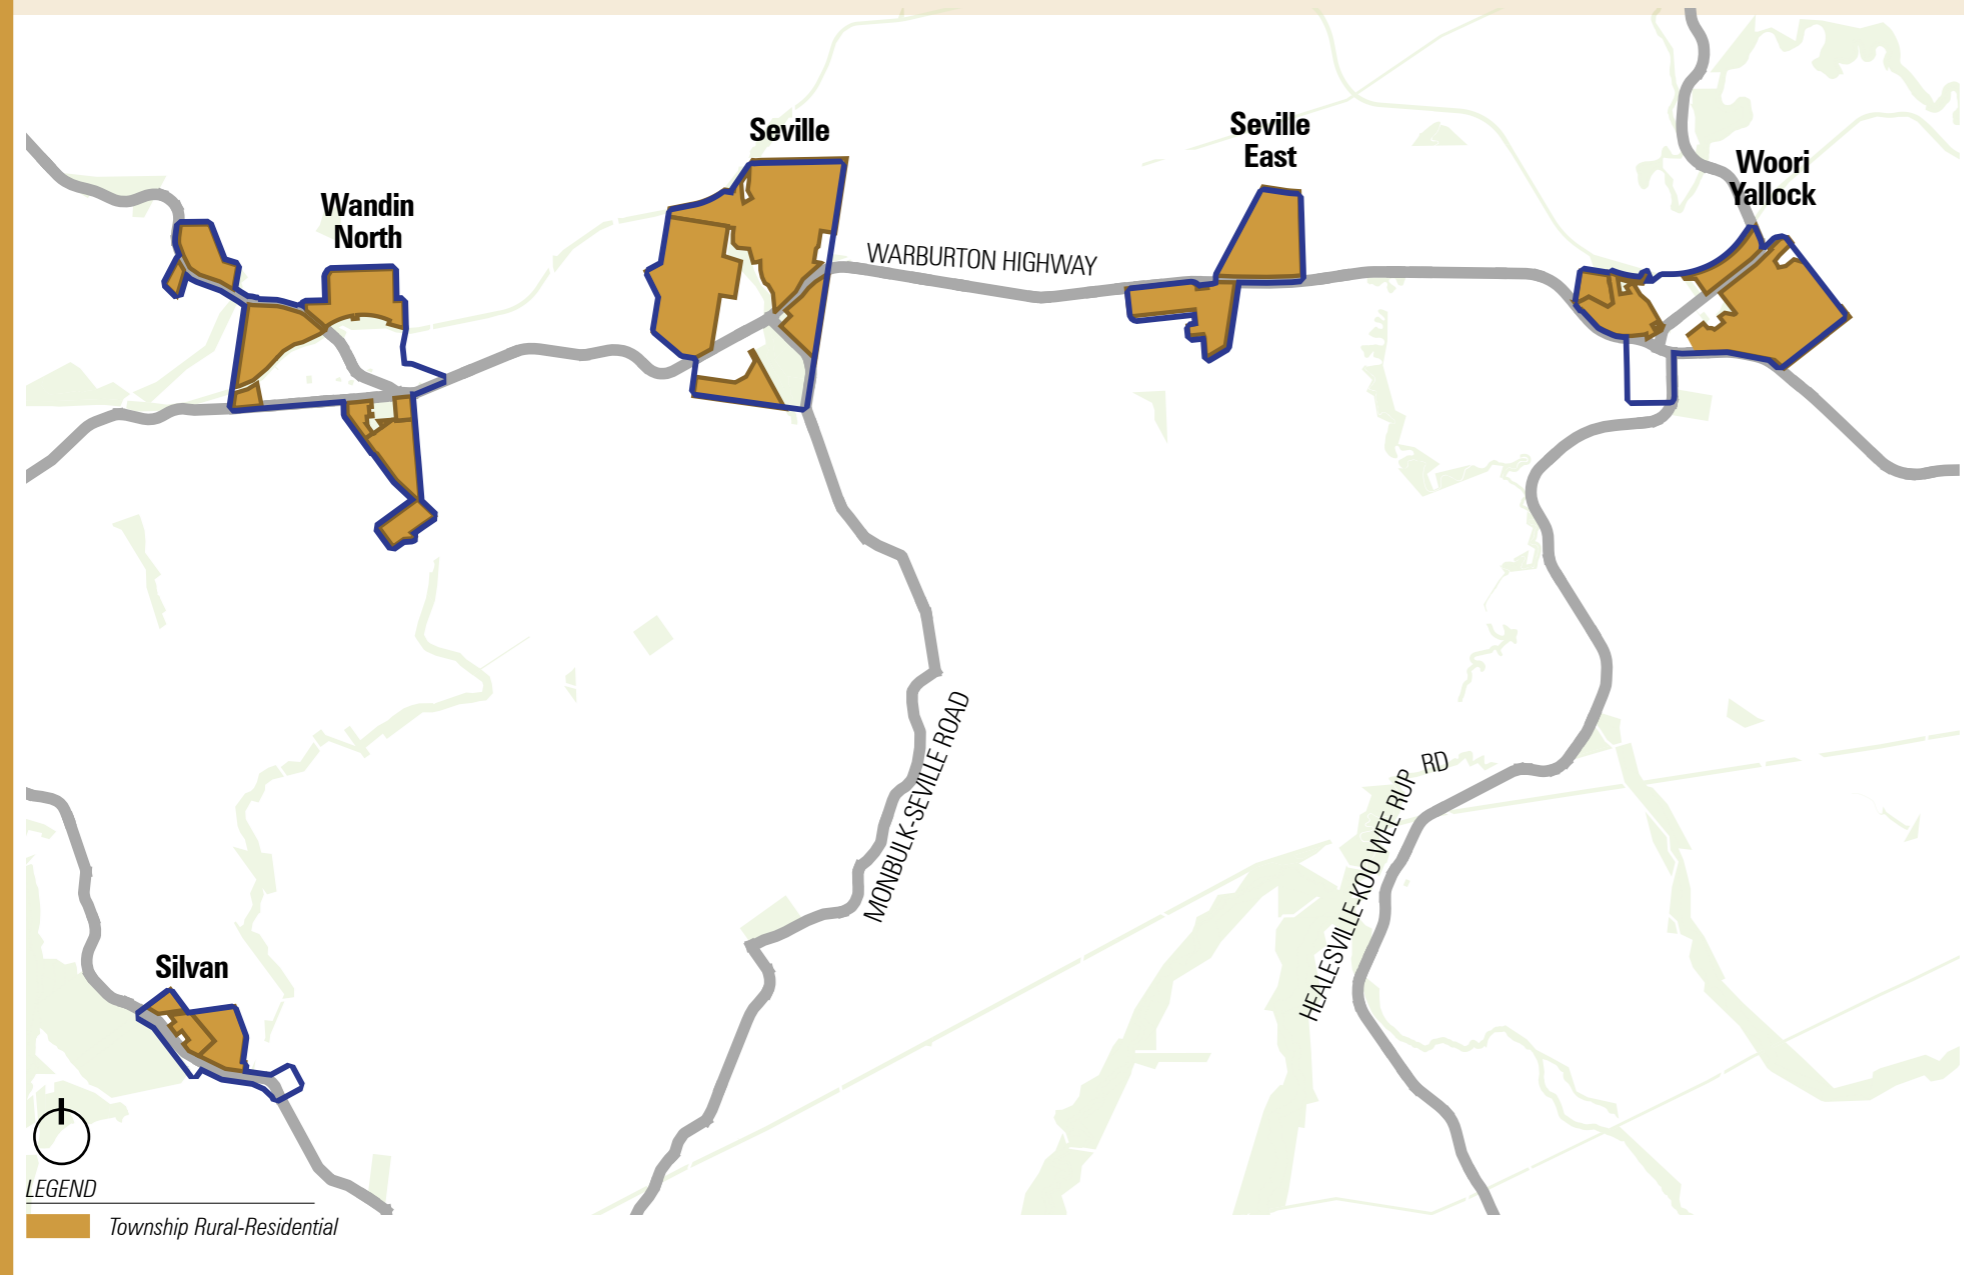 Seville
Seville
East
Woori
Yallock
Wandin
North
WARBURTON HIGHWAY
MONBULK-SEVILLE ROAD
HEALESVILLE-KOO WEE RUP RD
Silvan
LEGEND
Township Rural-Residential